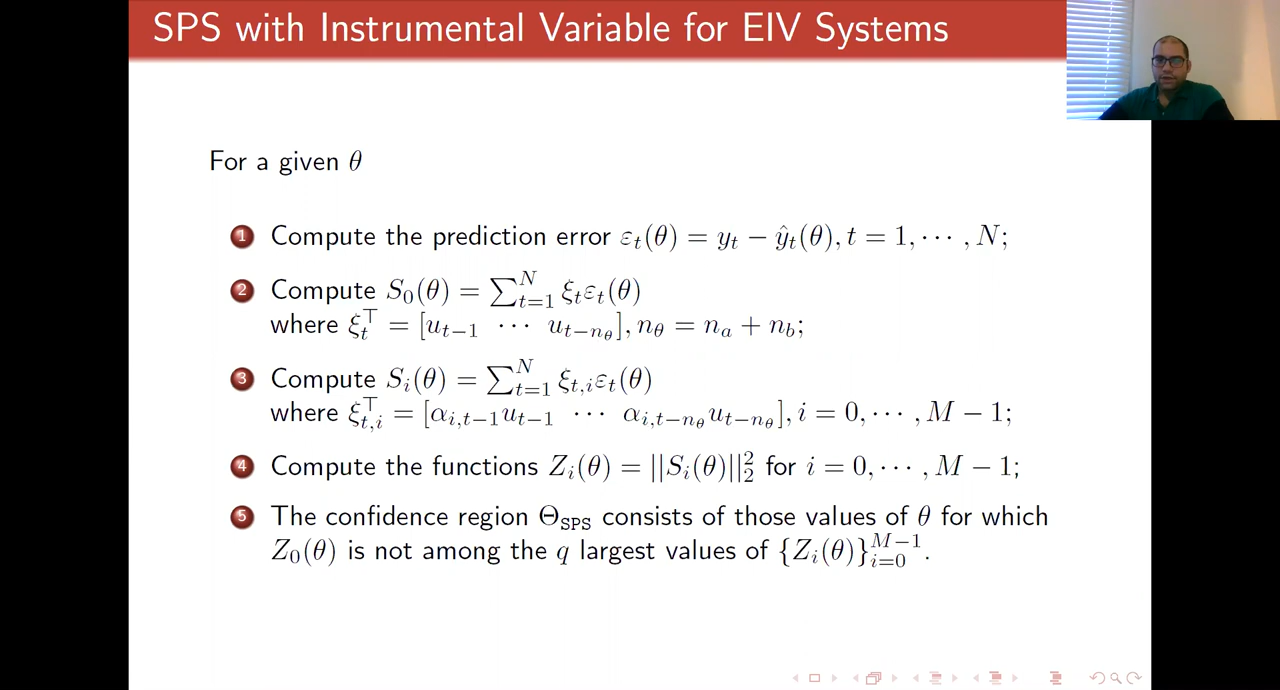 SPS with Instrumental Variable for EIV Systems
For a given θ
1 Compute the prediction error ε_t(θ) = y_t − ŷ_t(θ), t = 1, ⋯ , N;
2 Compute S_0(θ) = ∑_{t=1}^{N} ξ_t ε_t(θ)
where ξ_t^⊤ = [u_{t−1} ⋯ u_{t−n_θ}], n_θ = n_a + n_b;
3 Compute S_i(θ) = ∑_{t=1}^{N} ξ_{t,i} ε_t(θ)
where ξ_{t,i}^⊤ = [α_{i,t−1}u_{t−1} ⋯ α_{i,t−n_θ}u_{t−n_θ}], i = 0, ⋯ , M − 1;
4 Compute the functions Z_i(θ) = ||S_i(θ)||_2^2 for i = 0, ⋯ , M − 1;
5 The confidence region Θ_SPS consists of those values of θ for which
Z_0(θ) is not among the q largest values of {Z_i(θ)}_{i=0}^{M−1}.